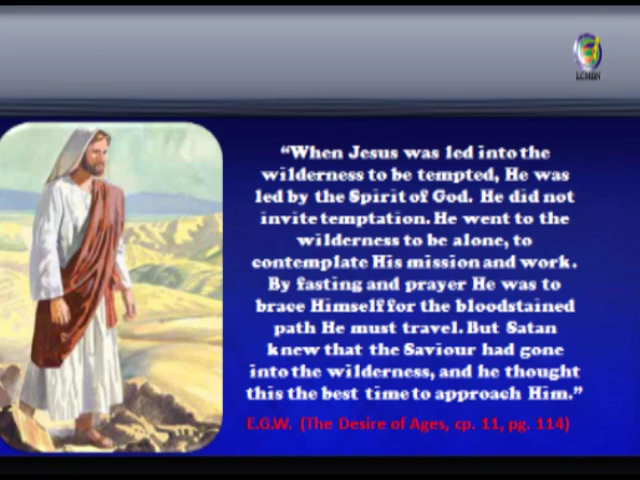 LCMIIN
“When Jesus was led into the
wilderness to be tempted, He was
led by the Spirit of God. He did not
invite temptation. He went to the
wilderness to be alone, to
contemplate His mission and work.
By fasting and prayer He was to
brace Himself for the bloodstained
path He must travel. But Satan
knew that the Saviour had gone
into the wilderness, and he thought
this the best time to approach Him.”
E.G.W. (The Desire of Ages, cp. 11, pg. 114)